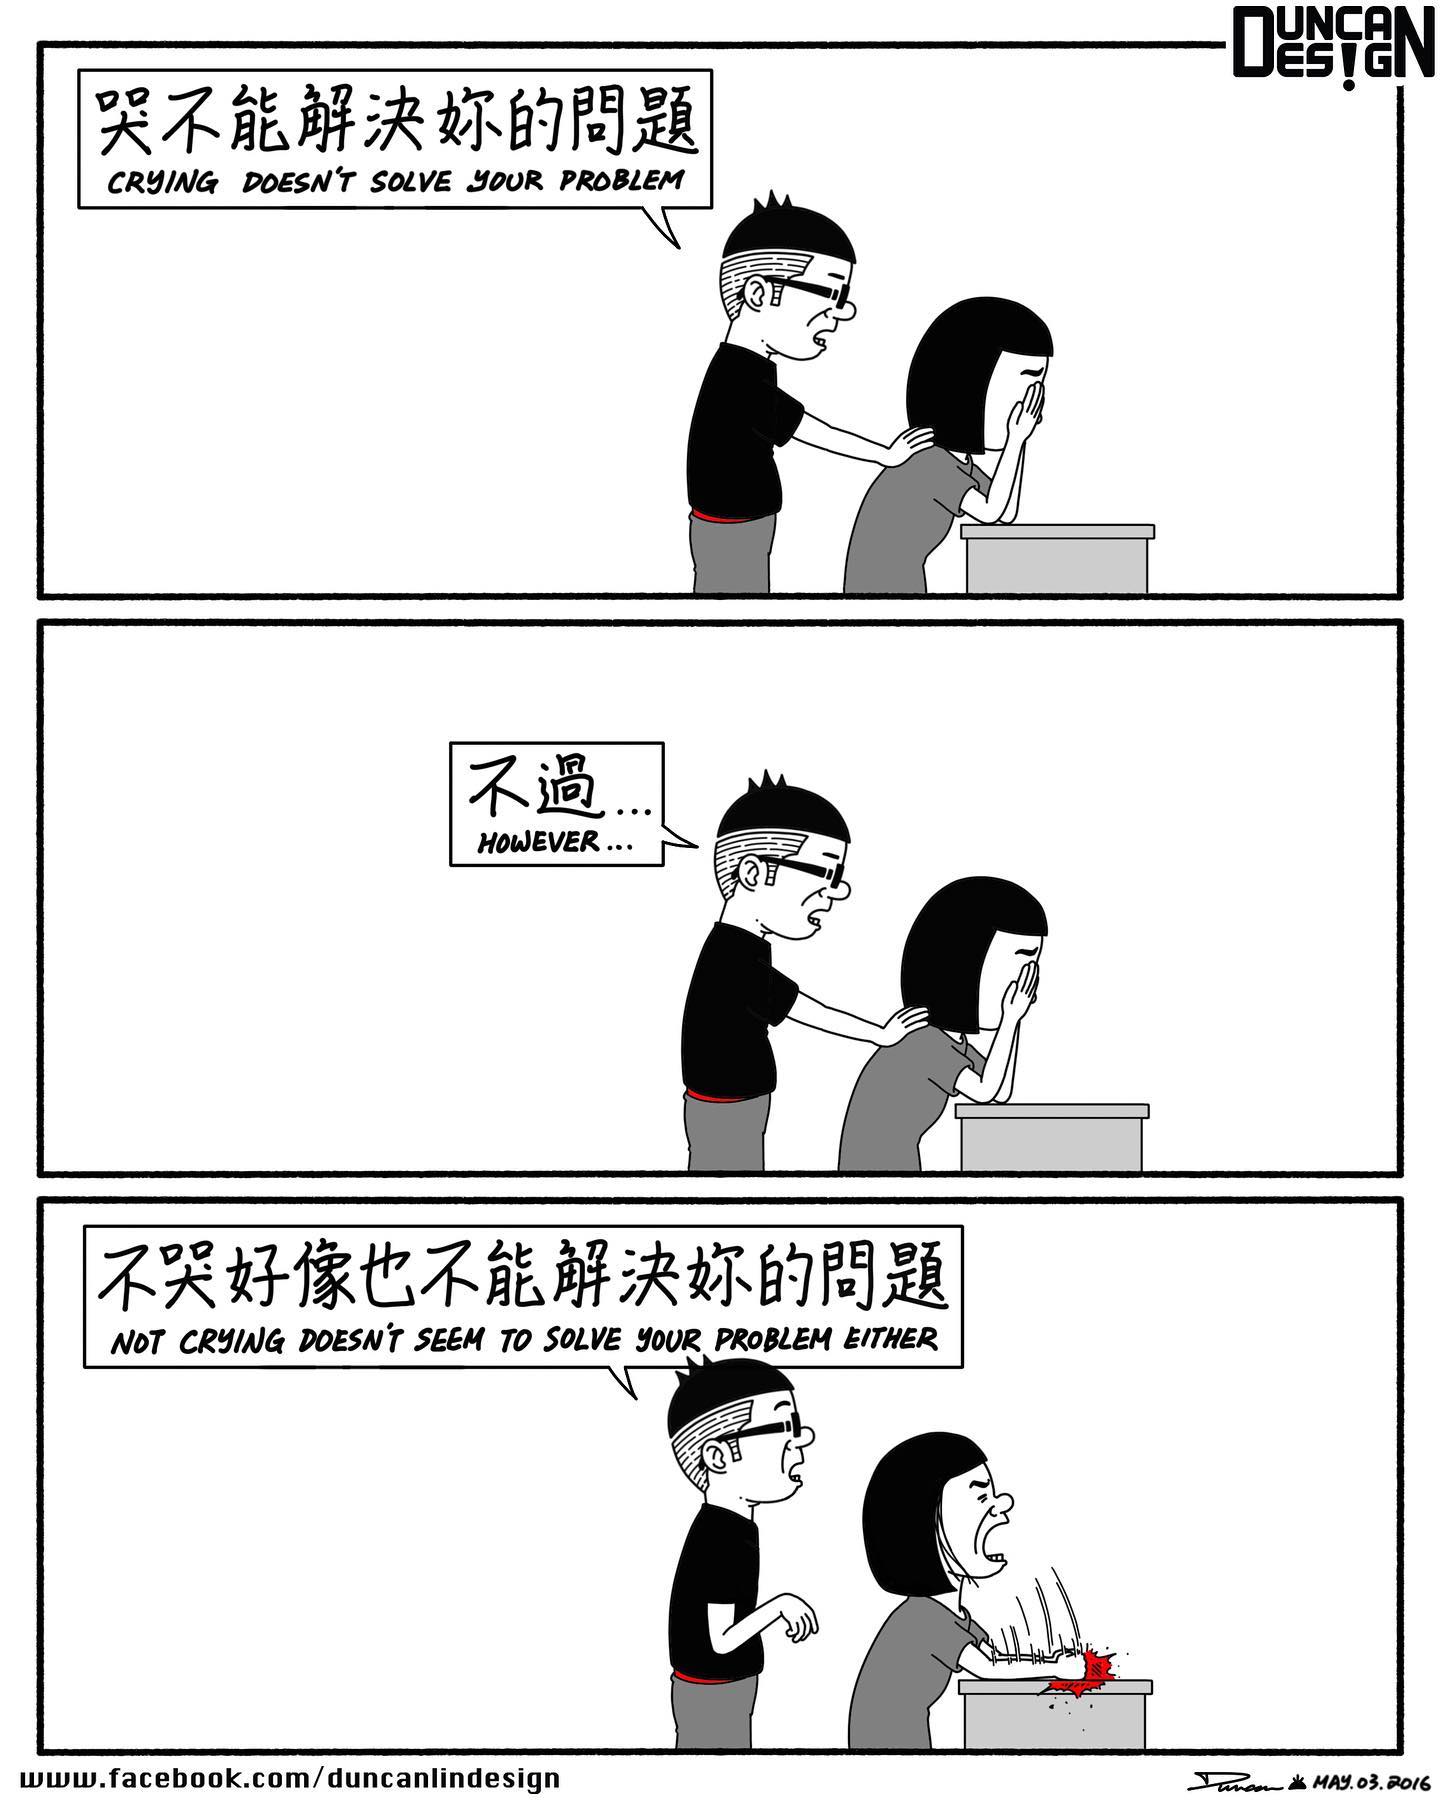 DUNCAN
DES!GN
哭不能解決妳的問題
CRYING DOESN'T SOLVE YOUR PROBLEM
不過...
HOWEVER...
不哭好像也不能解決妳的問題
NOT CRYING DOESN'T SEEM TO SOLVE YOUR PROBLEM EITHER
www.facebook.com/duncanlindesign
Duncan MAY.03.2016